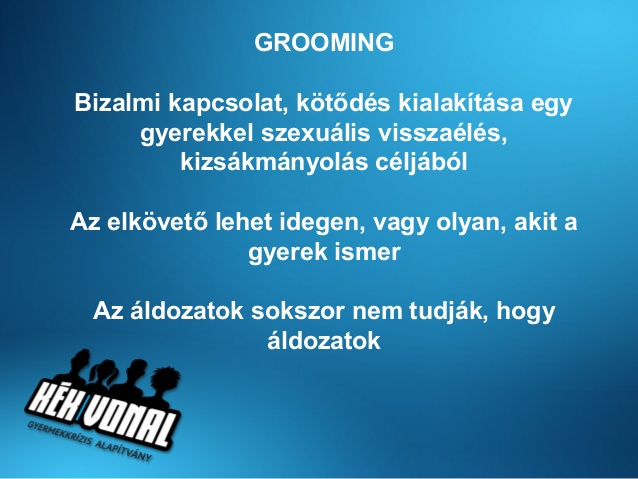 GROOMING
Bizalmi kapcsolat, kötődés kialakítása egy
gyerekkel szexuális visszaélés,
kizsákmányolás céljából
Az elkövető lehet idegen, vagy olyan, akit a
gyerek ismer
Az áldozatok sokszor nem tudják, hogy
áldozatok
KÉK VONAL
GYERMEKKRÍZIS ALAPÍTVÁNY